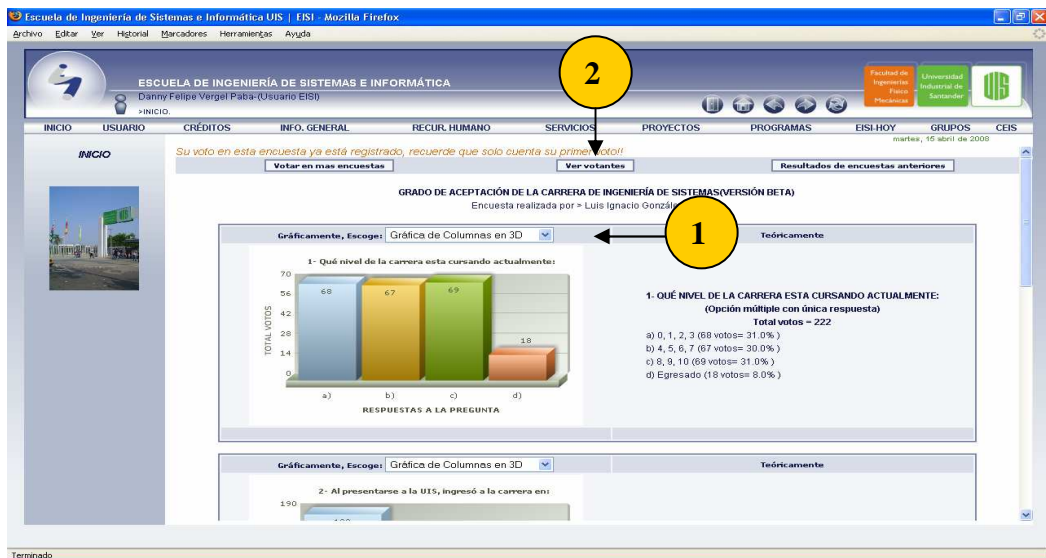 Escuela de Ingeniería de Sistemas e Informática UIS | EISI - Mozilla Firefox
Archivo Editar Ver Historial Marcadores Herramientas Ayuda
ESCUELA DE INGENIERÍA DE SISTEMAS E INFORMÁTICA
Danny Felipe Vergel Paba-(Usuario EISI)
>INICIO.
Facultad de
Ingenierías
Físico
Mecánicas
Universidad
Industrial de
Santander
UIS
2
INICIO USUARIO CRÉDITOS INFO. GENERAL RECUR. HUMANO SERVICIOS PROYECTOS PROGRAMAS EISI-HOY GRUPOS CEIS
martes, 15 abril de 2008
INICIO
Su voto en esta encuesta ya está registrado, recuerde que solo cuenta su primer voto!!
Votar en mas encuestas Ver votantes Resultados de encuestas anteriores
GRADO DE ACEPTACIÓN DE LA CARRERA DE INGENIERÍA DE SISTEMAS(VERSIÓN BETA)
Encuesta realizada por > Luis Ignacio
1
Gráficamente, Escoge: Gráfica de Columnas en 3D Teóricamente
1- Qué nivel de la carrera esta cursando actualmente:
TOTAL VOTOS
70
56
42
28
14
0
68 67 69 18
a) b) c) d)
RESPUESTAS A LA PREGUNTA
1- QUÉ NIVEL DE LA CARRERA ESTA CURSANDO ACTUALMENTE:
(Opción múltiple con única respuesta)
Total votos = 222
a) 0, 1, 2, 3 (68 votos= 31.0% )
b) 4, 5, 6, 7 (67 votos= 30.0% )
c) 8, 9, 10 (69 votos= 31.0% )
d) Egresado (18 votos= 8.0% )
Gráficamente, Escoge: Gráfica de Columnas en 3D Teóricamente
2- Al presentarse a la UIS, ingresó a la carrera en:
190
Terminado